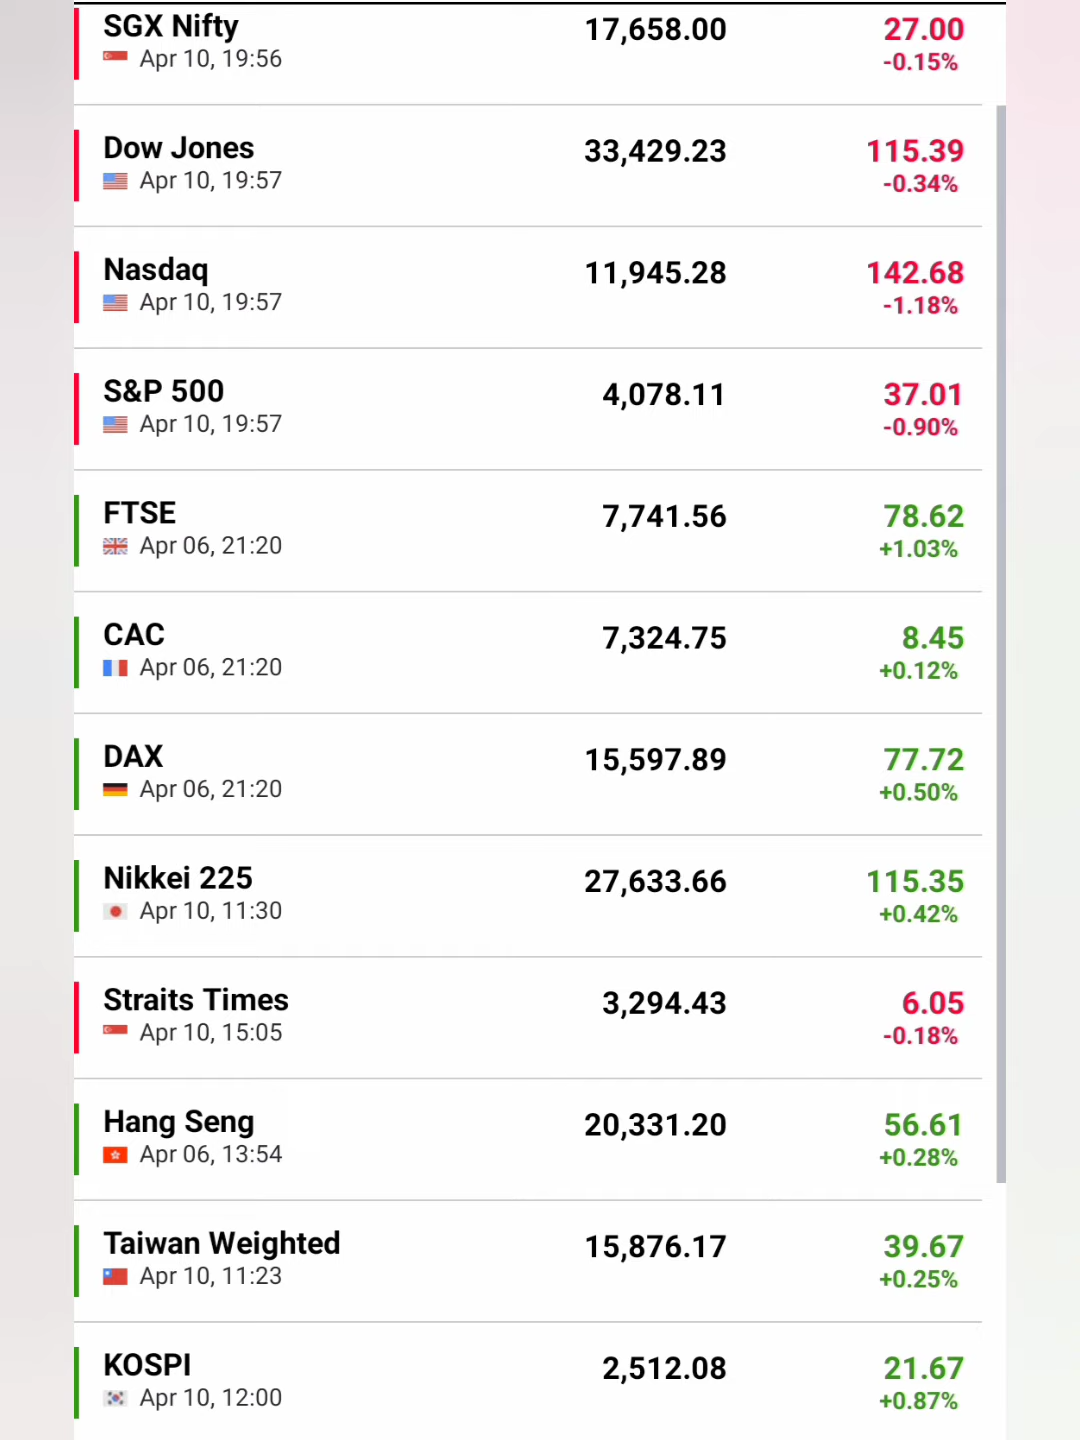 SGX Nifty 17,658.00 27.00
Apr 10, 19:56 -0.15%
Dow Jones 33,429.23 115.39
Apr 10, 19:57 -0.34%
Nasdaq 11,945.28 142.68
Apr 10, 19:57 -1.18%
S&P 500 4,078.11 37.01
Apr 10, 19:57 -0.90%
FTSE 7,741.56 78.62
Apr 06, 21:20 +1.03%
CAC 7,324.75 8.45
Apr 06, 21:20 +0.12%
DAX 15,597.89 77.72
Apr 06, 21:20 +0.50%
Nikkei 225 27,633.66 115.35
Apr 10, 11:30 +0.42%
Straits Times 3,294.43 6.05
Apr 10, 15:05 -0.18%
Hang Seng 20,331.20 56.61
Apr 06, 13:54 +0.28%
Taiwan Weighted 15,876.17 39.67
Apr 10, 11:23 +0.25%
KOSPI 2,512.08 21.67
Apr 10, 12:00 +0.87%